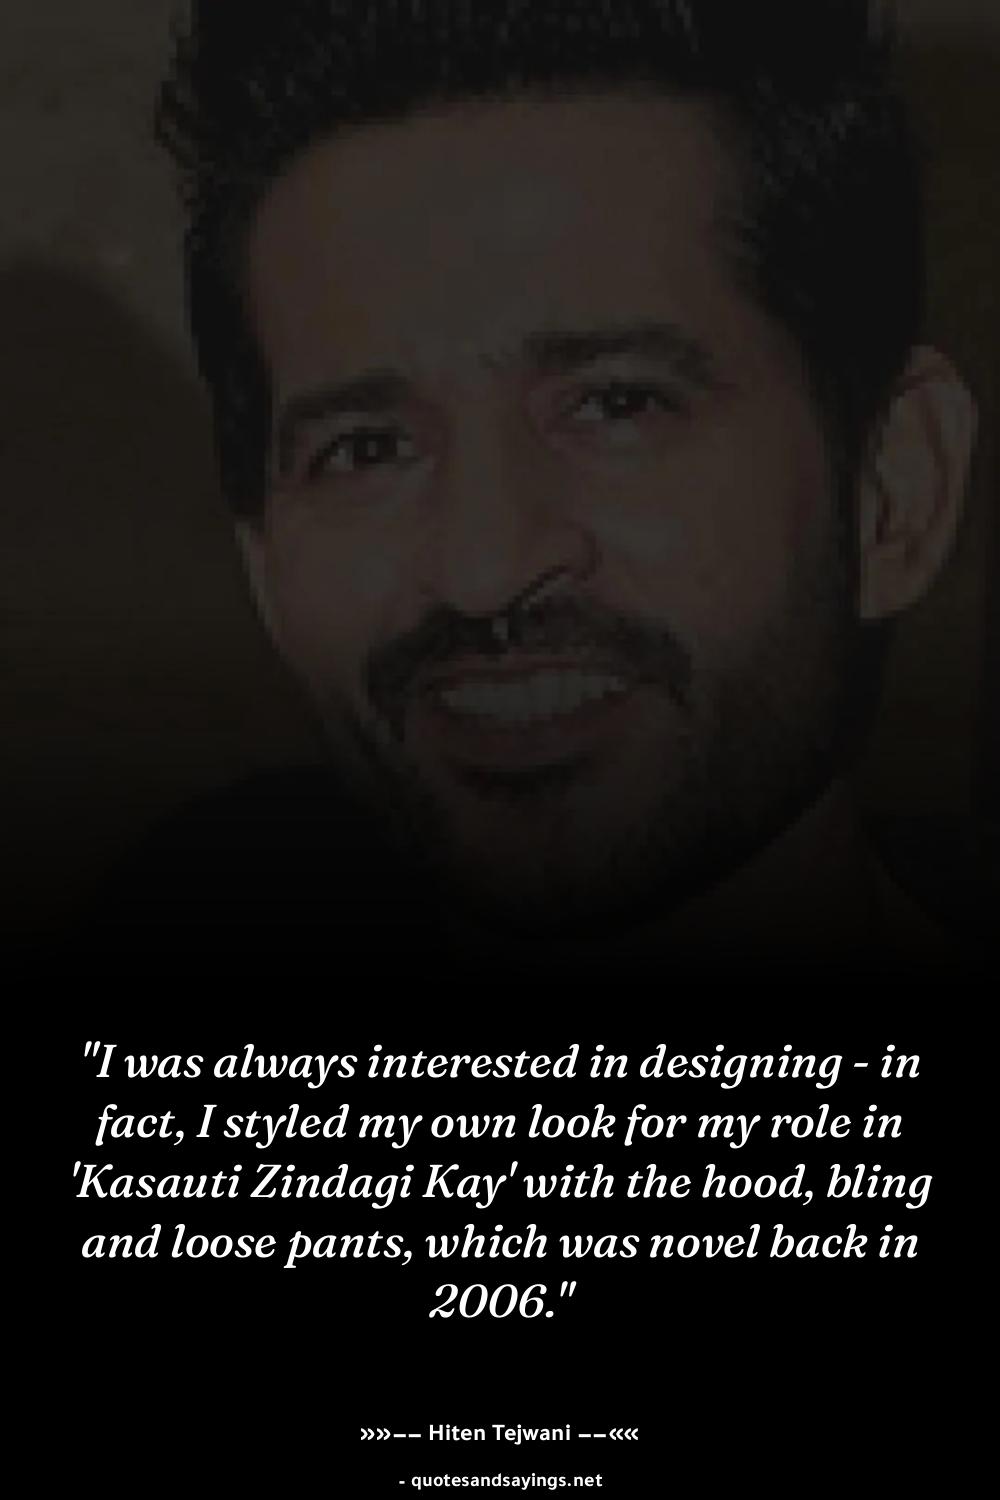 "I was always interested in designing - in
fact, I styled my own look for my role in
'Kasauti Zindagi Kay' with the hood, bling
and loose pants, which was novel back in
2006."
»»–– Hiten Tejwani ––««
- quotesandsayings.net